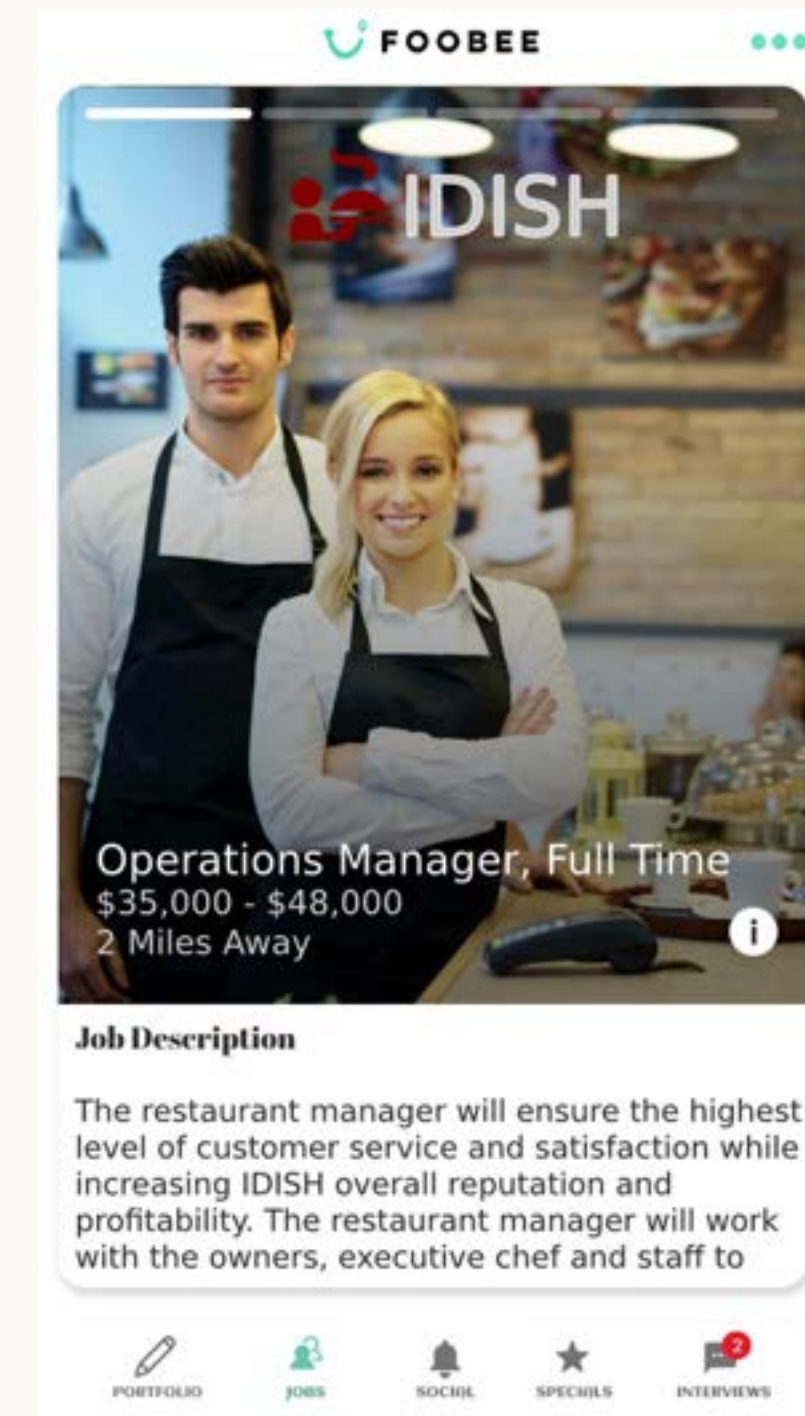 FOOBEE
IDISH
Operations Manager, Full Time
$35,000 - $48,000
2 Miles Away
i
Job Description
The restaurant manager will ensure the highest
level of customer service and satisfaction while
increasing IDISH overall reputation and
profitability. The restaurant manager will work
with the owners, executive chef and staff to
2
PORTFOLIO
JOBS
SOCIAL
SPECIALS
INTERVIEWS